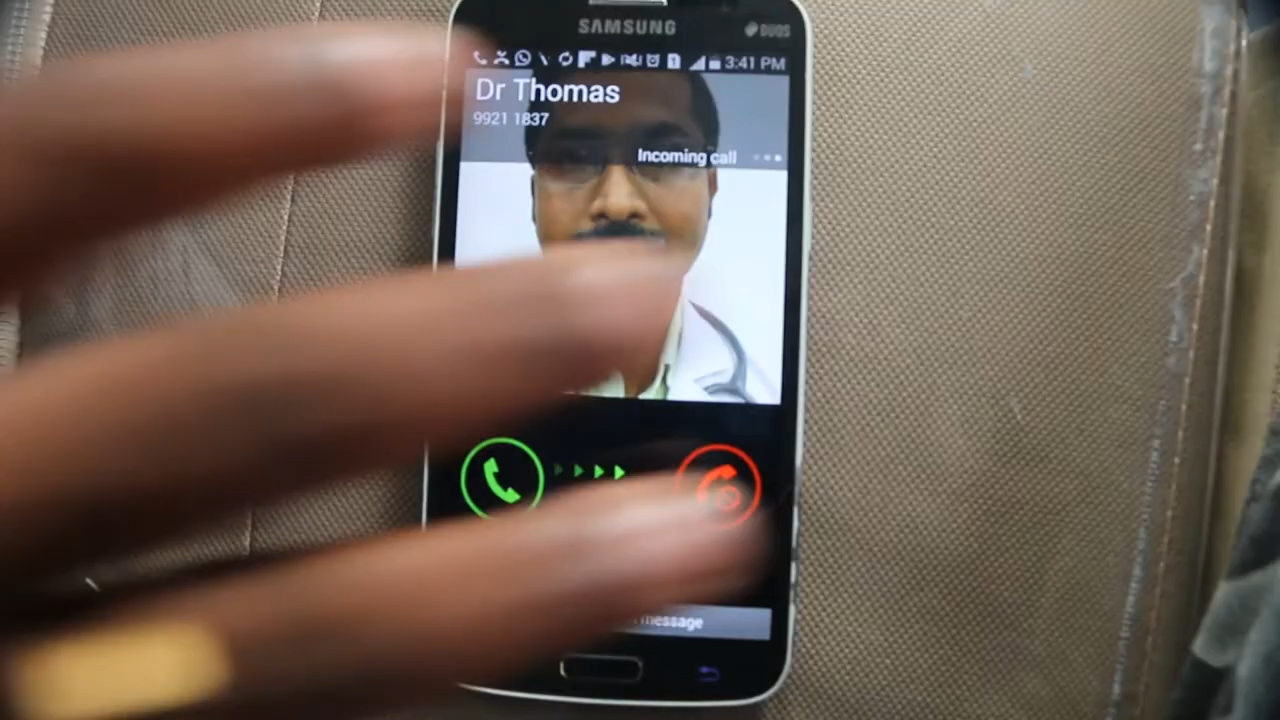 SAMSUNG
DUOS
3:41 PM
Dr Thomas
9921 1837
Incoming call
message